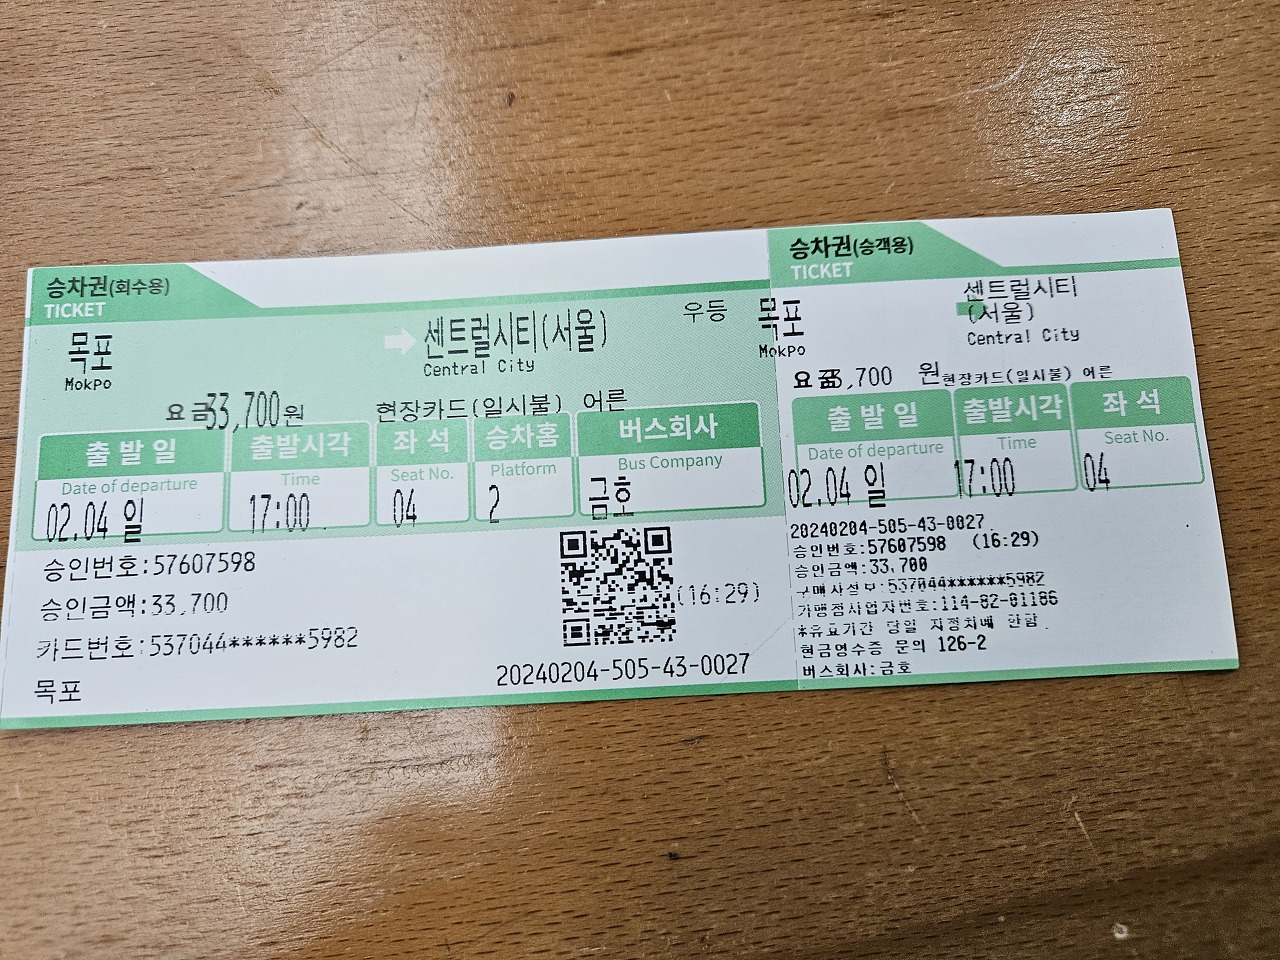 승차권(회수용)
TICKET
목포
Mokpo
센트럴시티(서울)
Central City
우등
요금 33,700원
현장카드(일시불) 어른
출발일 출발시각 좌석 승차홈 버스회사
Date of departure Time Seat No. Platform Bus Company
02.04 일 17:00 04 2 금호
승인번호:57607598
승인금액:33,700
카드번호:537044******5982
목포
(16:29)
20240204-505-43-0027
승차권(승객용)
TICKET
목포
Mokpo
센트럴시티
(서울)
Central City
요금 33,700 원
현장카드(일시불) 어른
출발일 출발시각 좌석
Date of departure Time Seat No.
02.04 일 17:00 04
20240204-505-43-0027
승인번호:57607598 (16:29)
승인금액:33,700
구매사정보:537044******5982
가맹점사업자번호:114-82-01186
*유효기간 당일 지정차에 한함.
현금영수증 문의 126-2
버스회사:금호